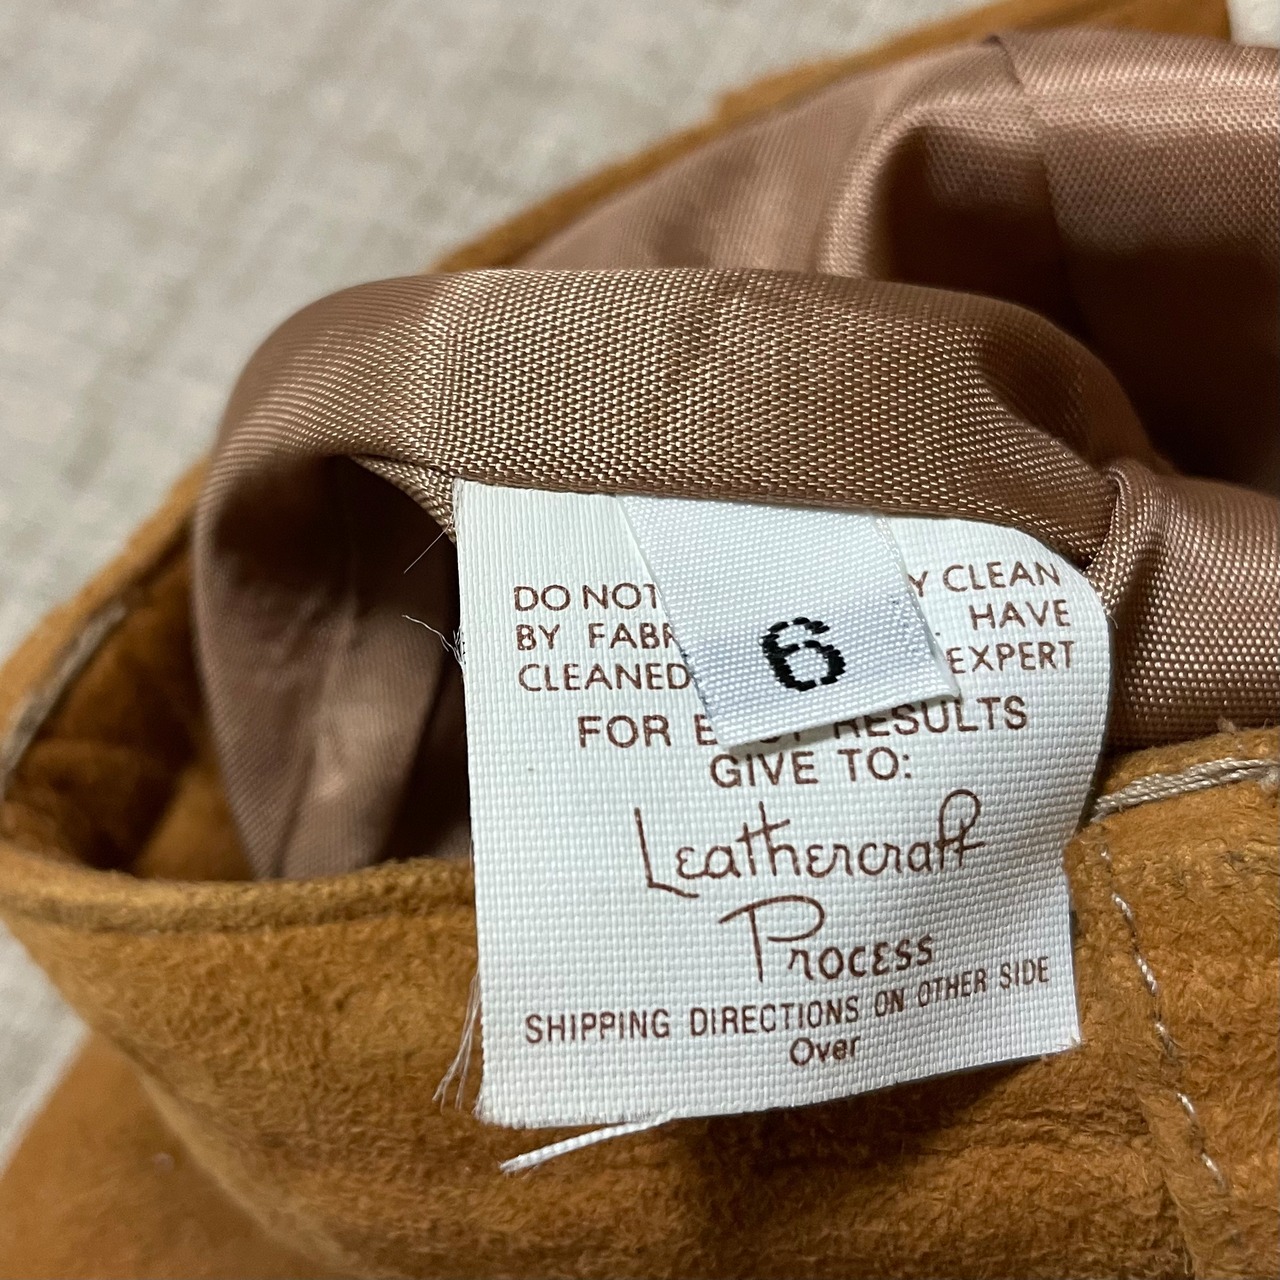 DO NOT Y CLEAN
BY FABR HAVE
CLEANED EXPERT
6
FOR BEST RESULTS
GIVE TO:
Leathercraft
Process
SHIPPING DIRECTIONS ON OTHER SIDE
Over